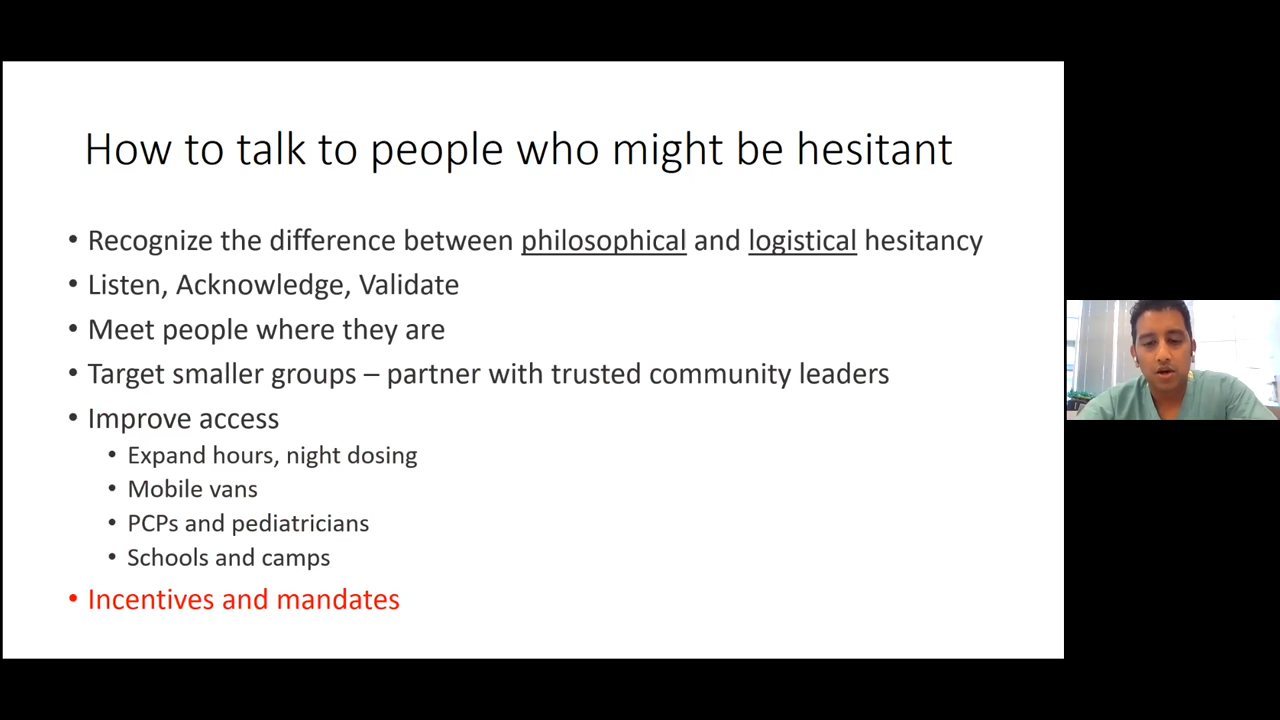 How to talk to people who might be hesitant
• Recognize the difference between philosophical and logistical hesitancy
• Listen, Acknowledge, Validate
• Meet people where they are
• Target smaller groups – partner with trusted community leaders
• Improve access
• Expand hours, night dosing
• Mobile vans
• PCPs and pediatricians
• Schools and camps
• Incentives and mandates